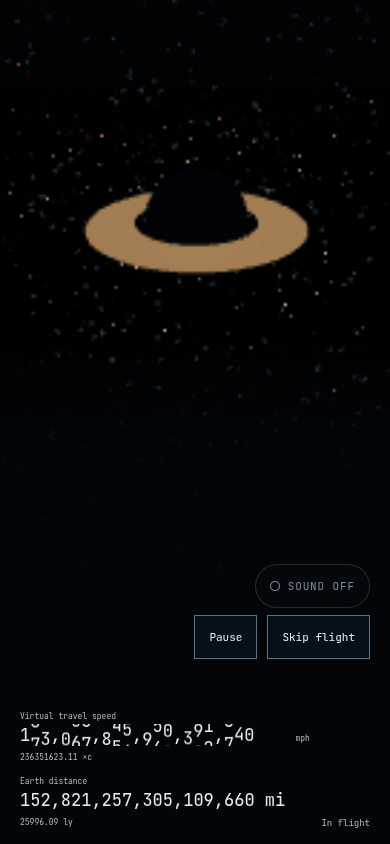 SOUND OFF
Pause
Skip flight
Virtual travel speed
mph
236351623.11 ×c
Earth distance
152,821,257,305,109,660 mi
25996.09 ly
In flight